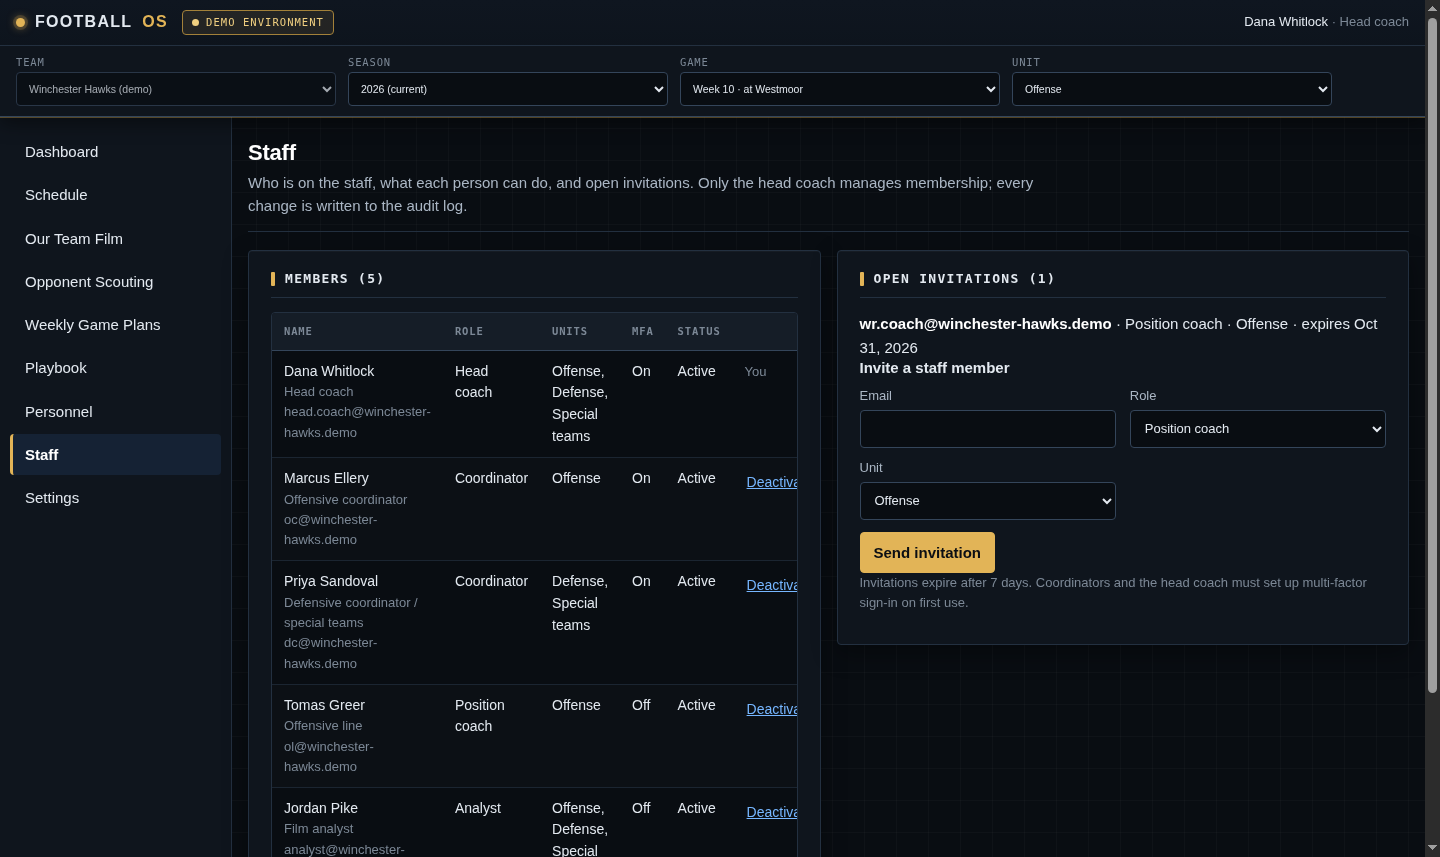 FOOTBALL OS
DEMO ENVIRONMENT
Dana Whitlock · Head coach
TEAM
SEASON
GAME
UNIT
Winchester Hawks (demo)
2026 (current)
Week 10 · at Westmoor
Offense
Dashboard
Schedule
Our Team Film
Opponent Scouting
Weekly Game Plans
Playbook
Personnel
Staff
Settings
Staff
Who is on the staff, what each person can do, and open invitations. Only the head coach manages membership; every
change is written to the audit log.
MEMBERS (5)
NAME ROLE UNITS MFA STATUS
Dana Whitlock Head Offense, On Active You
Head coach coach Defense,
head.coach@winchester- Special
hawks.demo teams
Marcus Ellery Coordinator Offense On Active Deactiva
Offensive coordinator
oc@winchester-
hawks.demo
Priya Sandoval Coordinator Defense, On Active Deactiva
Defensive coordinator / Special
special teams teams
dc@winchester-
hawks.demo
Tomas Greer Position Offense Off Active Deactiva
Offensive line coach
ol@winchester-
hawks.demo
Jordan Pike Analyst Offense, Off Active Deactiva
Film analyst Defense,
analyst@winchester- Special
OPEN INVITATIONS (1)
wr.coach@winchester-hawks.demo · Position coach · Offense · expires Oct
31, 2026
Invite a staff member
Email Role
Position coach
Unit
Offense
Send invitation
Invitations expire after 7 days. Coordinators and the head coach must set up multi-factor
sign-in on first use.